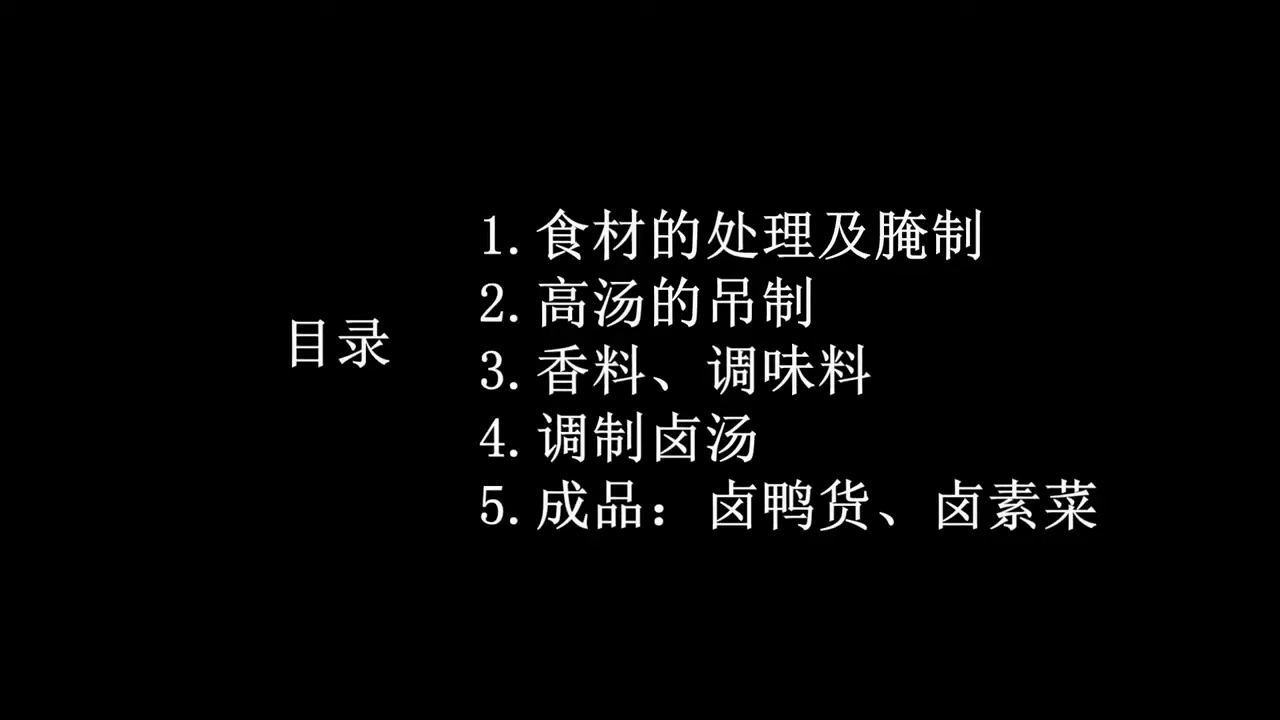 目录
1.食材的处理及腌制
2.高汤的吊制
3.香料、调味料
4.调制卤汤
5.成品：卤鸭货、卤素菜